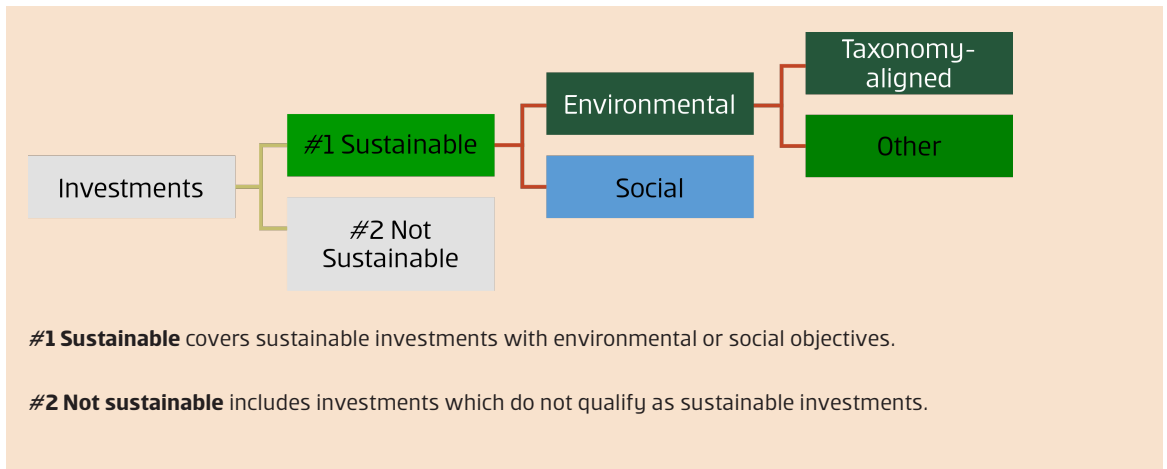 Investments
#1 Sustainable
#2 Not
Sustainable
Environmental
Social
Taxonomy-
aligned
Other
#1 Sustainable covers sustainable investments with environmental or social objectives.
#2 Not sustainable includes investments which do not qualify as sustainable investments.